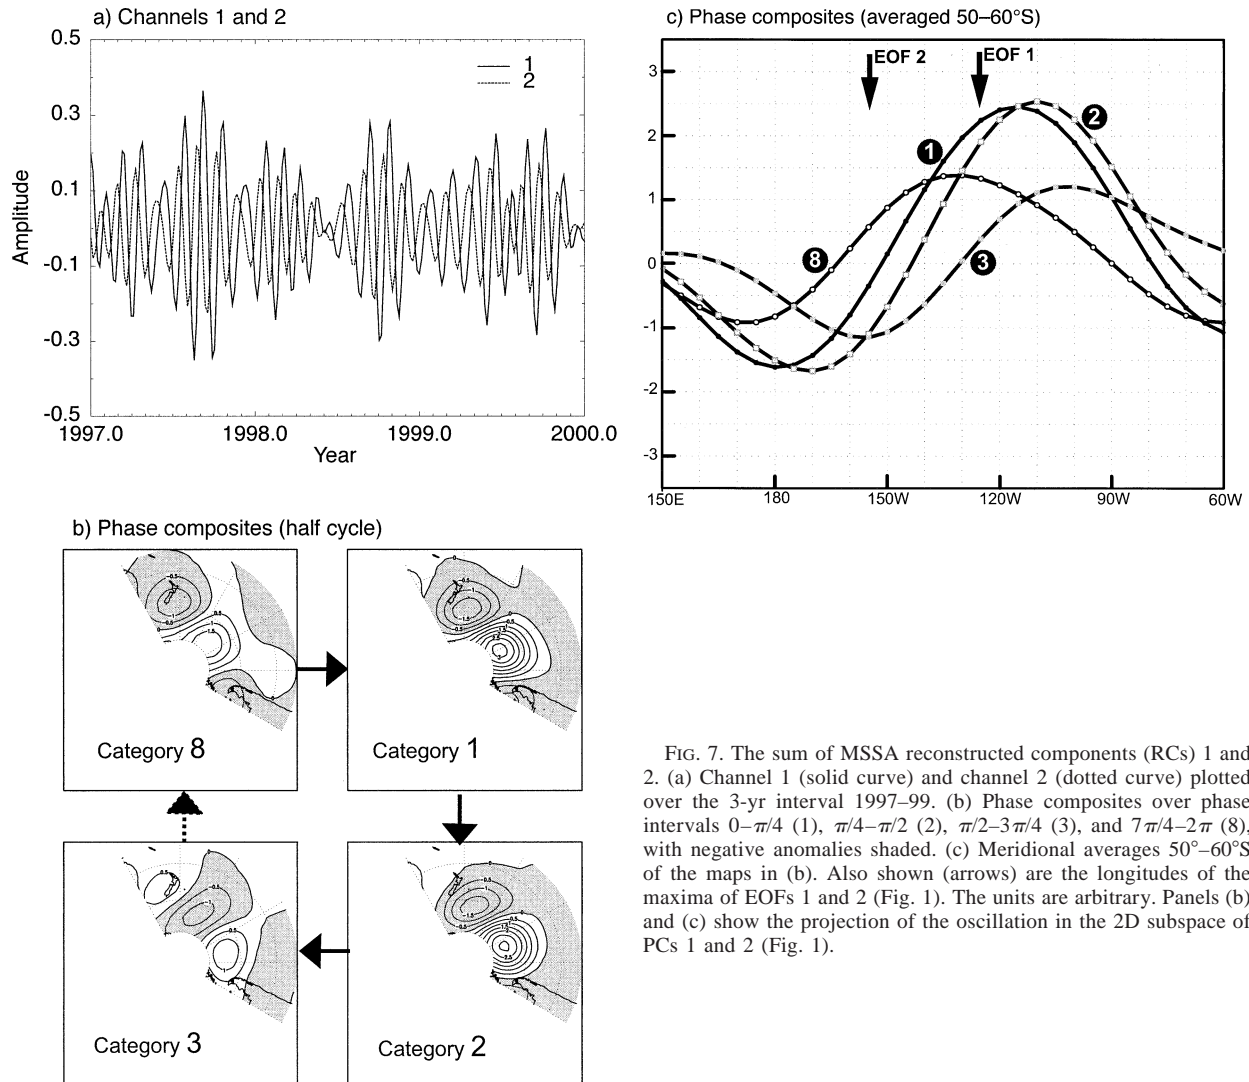 a) Channels 1 and 2
0.5
0.3
0.1
-0.1
-0.3
-0.5
Amplitude
1
2
1997.0 1998.0 1999.0 2000.0
Year
c) Phase composites (averaged 50–60°S)
EOF 2 EOF 1
3
2
1
0
-1
-2
-3
1
2
8
3
150E 180 150W 120W 90W 60W
b) Phase composites (half cycle)
Category 8
Category 1
Category 3
Category 2
FIG. 7. The sum of MSSA reconstructed components (RCs) 1 and
2. (a) Channel 1 (solid curve) and channel 2 (dotted curve) plotted
over the 3-yr interval 1997–99. (b) Phase composites over phase
intervals 0–π/4 (1), π/4–π/2 (2), π/2–3π/4 (3), and 7π/4–2π (8),
with negative anomalies shaded. (c) Meridional averages 50°–60°S
of the maps in (b). Also shown (arrows) are the longitudes of the
maxima of EOFs 1 and 2 (Fig. 1). The units are arbitrary. Panels (b)
and (c) show the projection of the oscillation in the 2D subspace of
PCs 1 and 2 (Fig. 1).